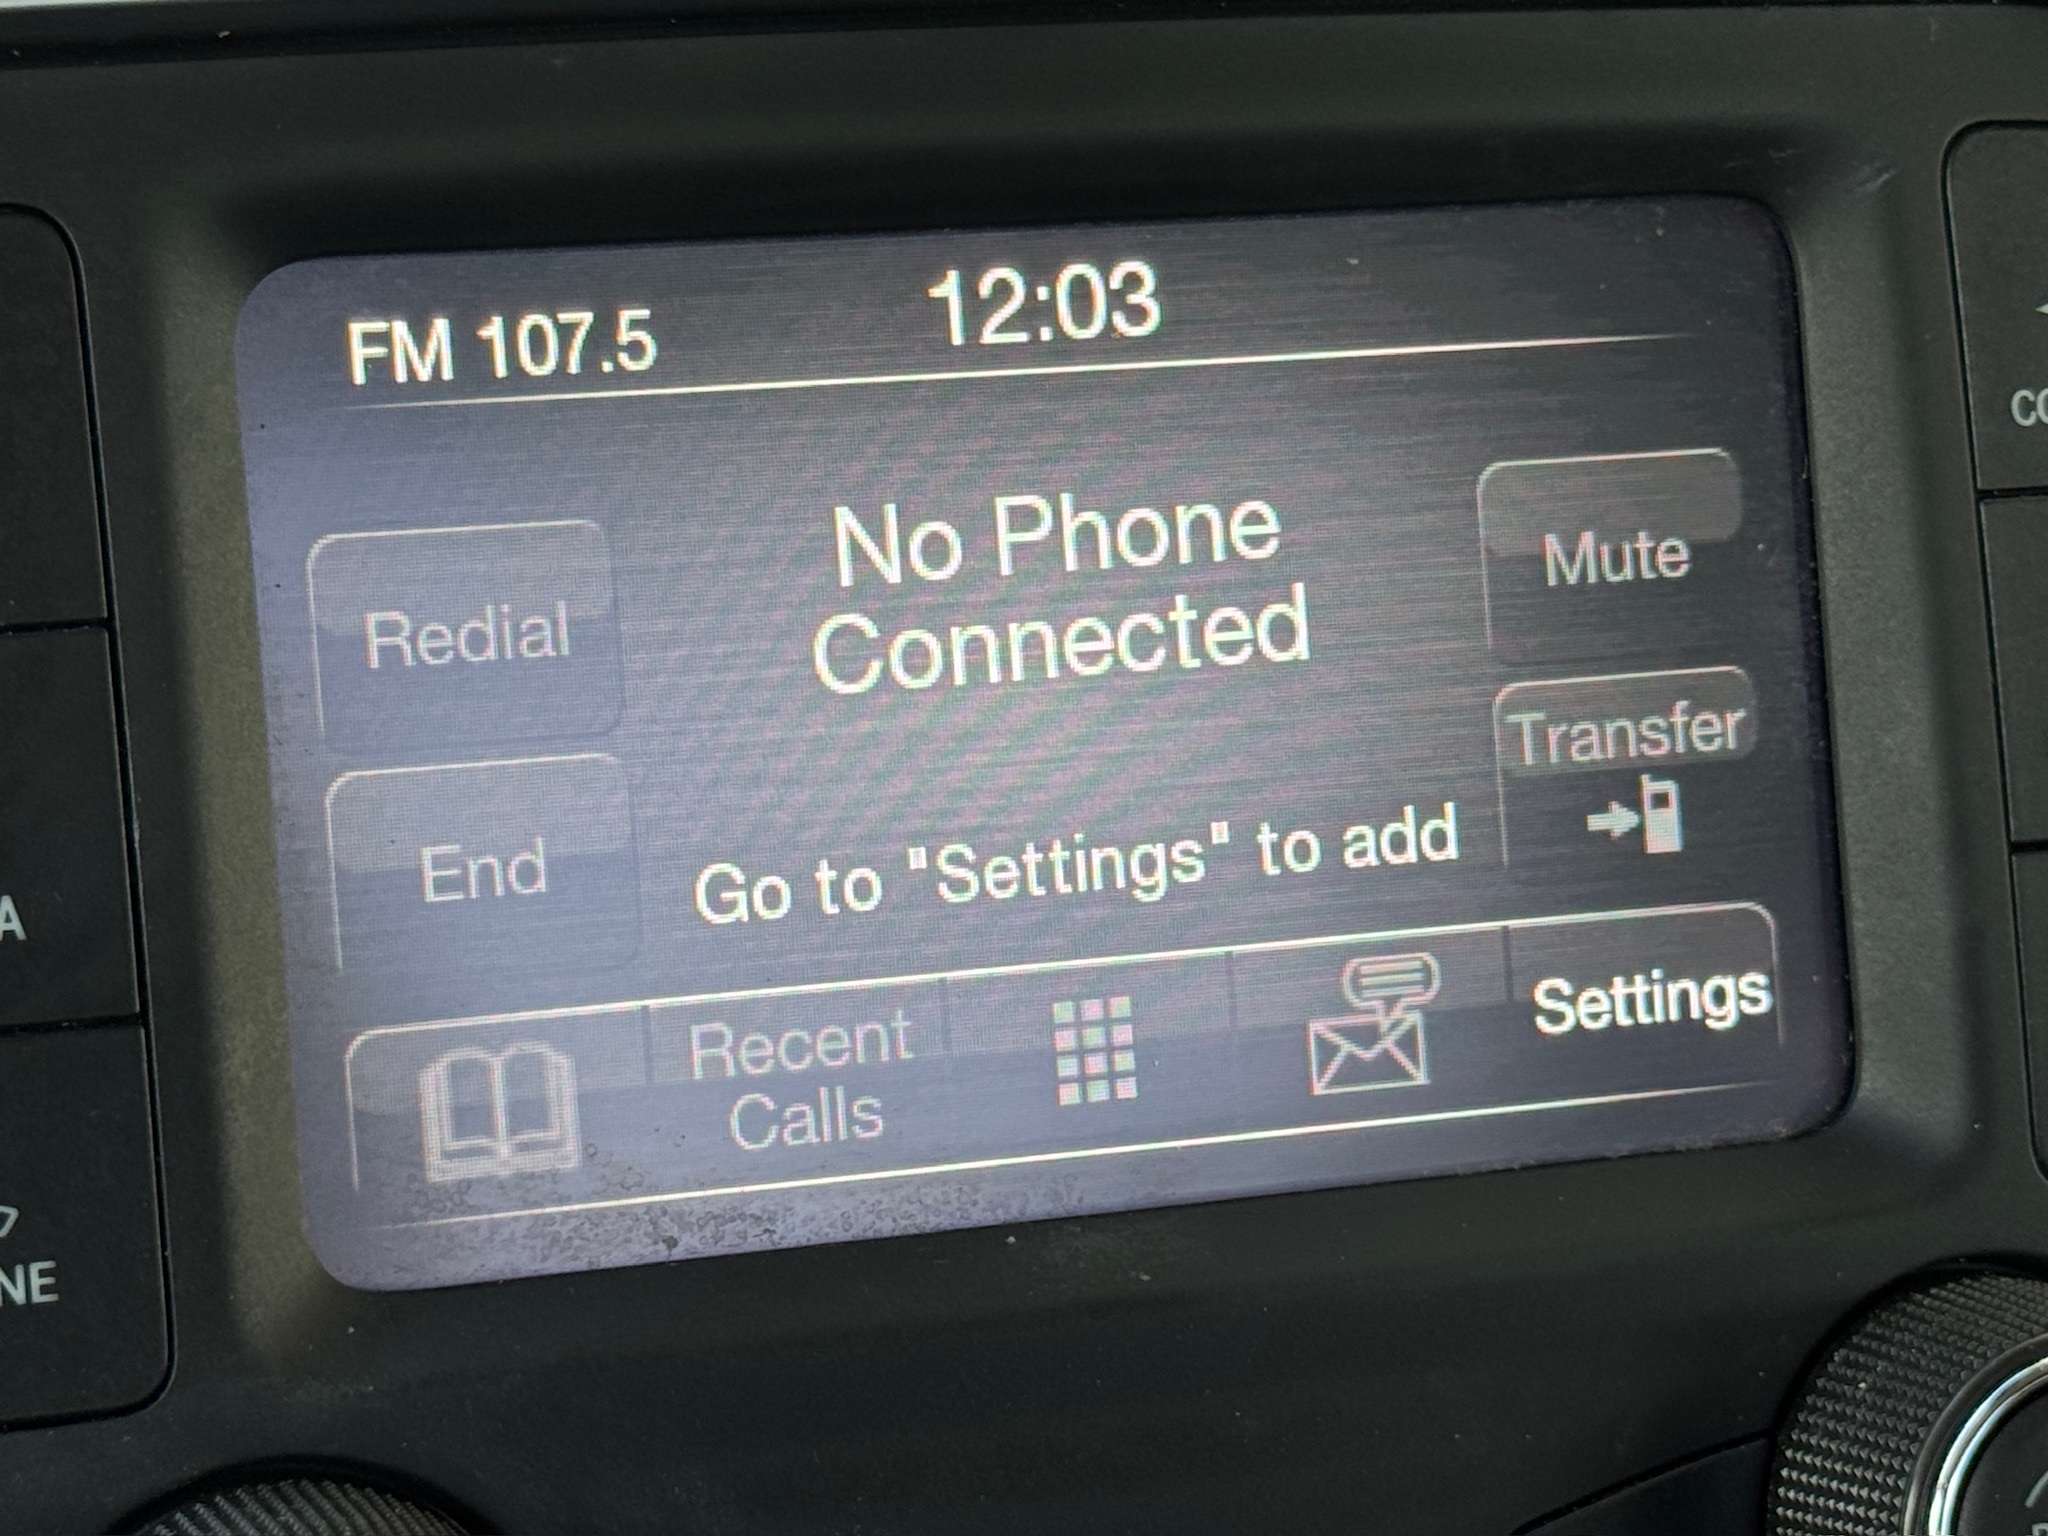 FM 107.5
12:03
No Phone
Connected
Redial
Mute
Transfer
End
Go to "Settings" to add
Recent
Calls
Settings